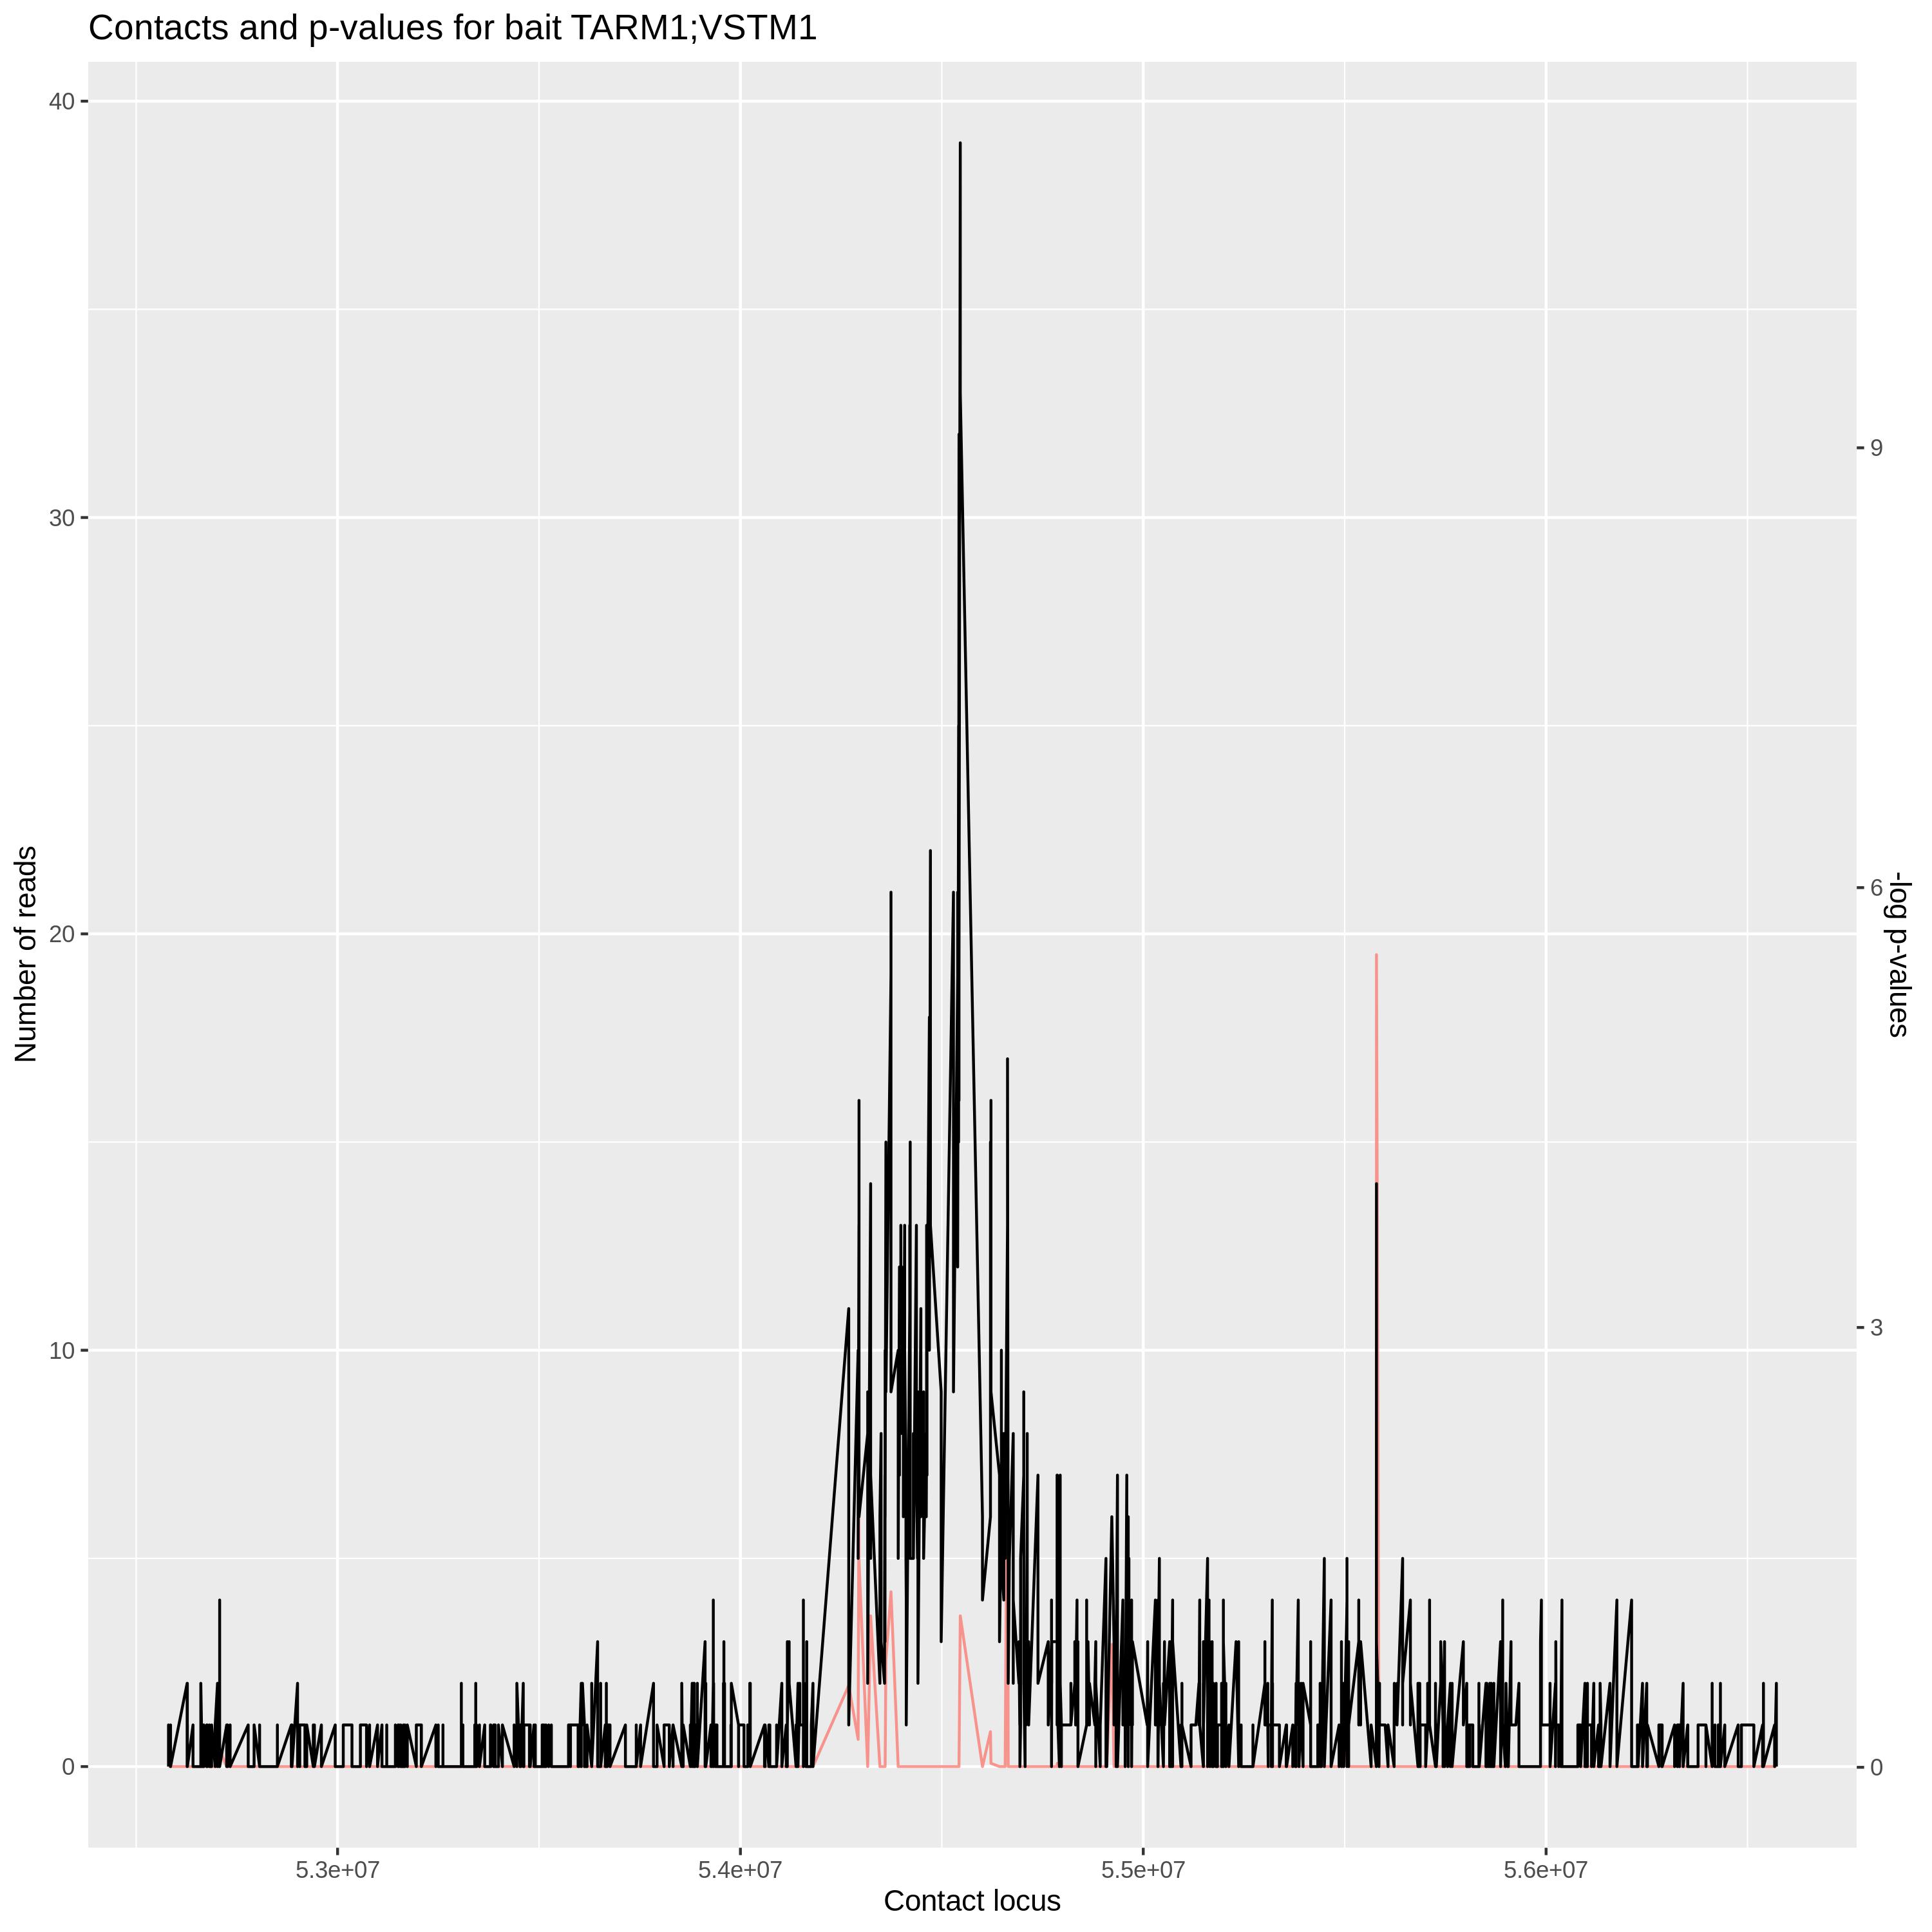 Contacts and p-values for bait TARM1;VSTM1
40
30
20
10
0
Number of reads
9
6
3
0
-log p-values
5.3e+07
5.4e+07
5.5e+07
5.6e+07
Contact locus